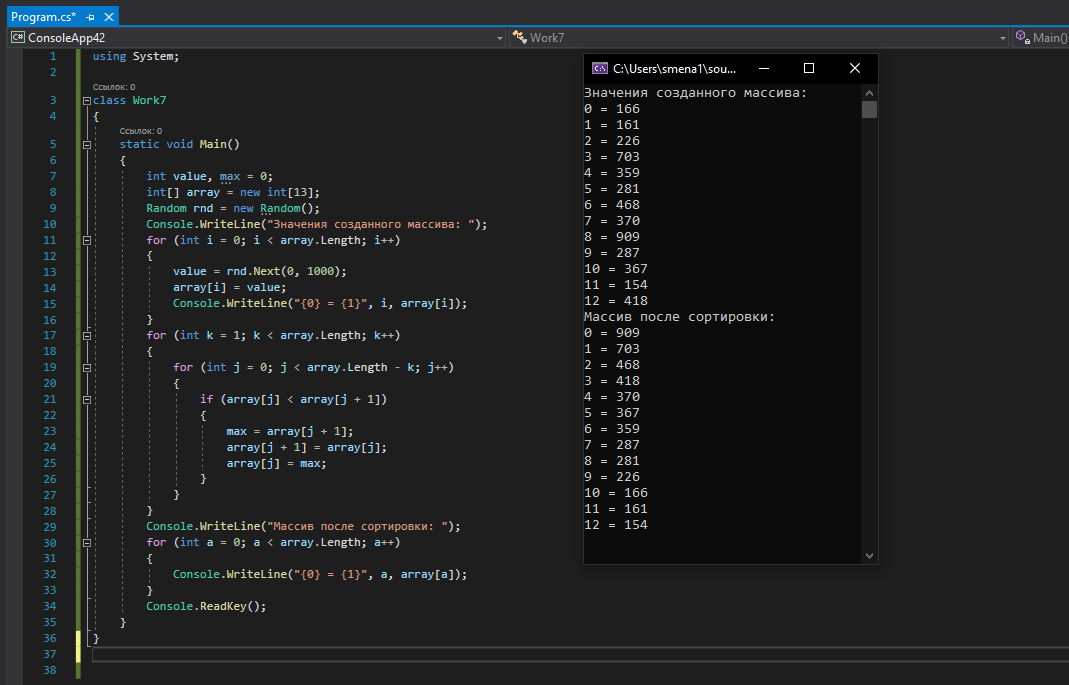 Program.cs*
C# ConsoleApp42
Work7
Main()
1 using System;
2
Ссылок: 0
3 class Work7
4 {
Ссылок: 0
5 static void Main()
6 {
7 int value, max = 0;
8 int[] array = new int[13];
9 Random rnd = new Random();
10 Console.WriteLine("Значения созданного массива: ");
11 for (int i = 0; i < array.Length; i++)
12 {
13 value = rnd.Next(0, 1000);
14 array[i] = value;
15 Console.WriteLine("{0} = {1}", i, array[i]);
16 }
17 for (int k = 1; k < array.Length; k++)
18 {
19 for (int j = 0; j < array.Length - k; j++)
20 {
21 if (array[j] < array[j + 1])
22 {
23 max = array[j + 1];
24 array[j + 1] = array[j];
25 array[j] = max;
26 }
27 }
28 }
29 Console.WriteLine("Массив после сортировки: ");
30 for (int a = 0; a < array.Length; a++)
31 {
32 Console.WriteLine("{0} = {1}", a, array[a]);
33 }
34 Console.ReadKey();
35 }
36 }
37
38
C:\Users\smena1\sou...
Значения созданного массива:
0 = 166
1 = 161
2 = 226
3 = 703
4 = 359
5 = 281
6 = 468
7 = 370
8 = 909
9 = 287
10 = 367
11 = 154
12 = 418
Массив после сортировки:
0 = 909
1 = 703
2 = 468
3 = 418
4 = 370
5 = 367
6 = 359
7 = 287
8 = 281
9 = 226
10 = 166
11 = 161
12 = 154